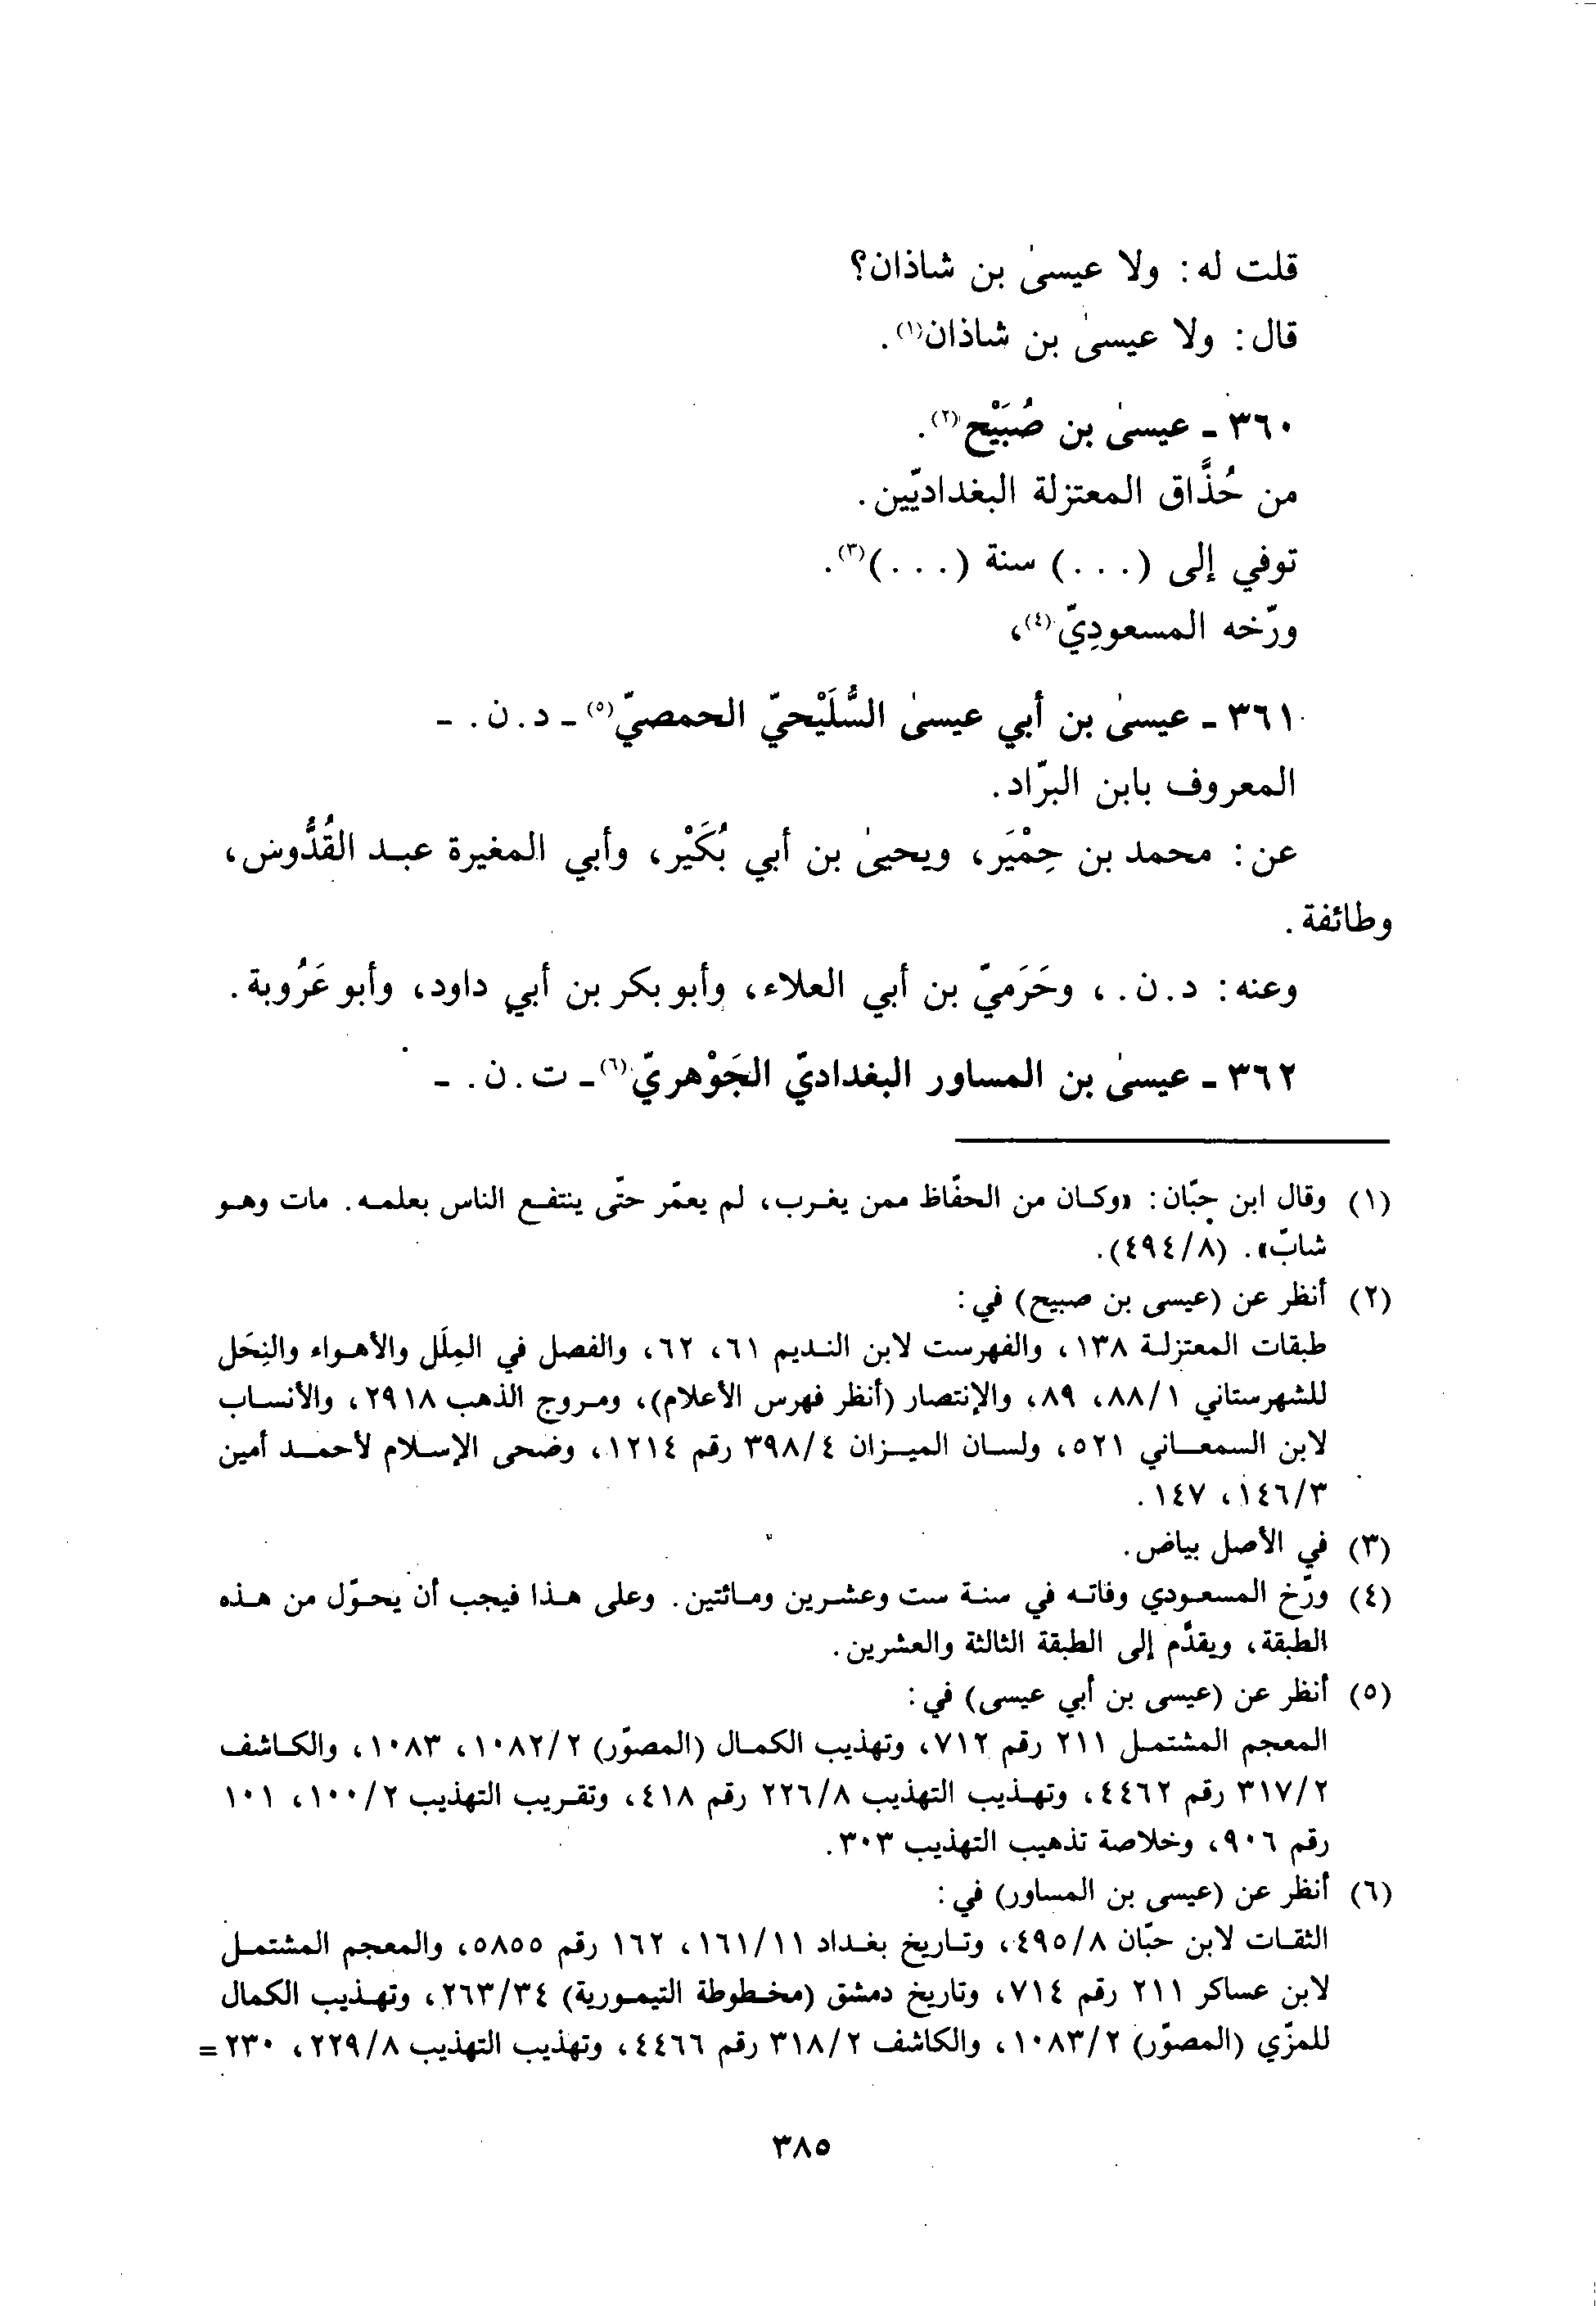 قلت له: ولا عيسىٰ بن شاذان؟
قال: ولا عيسىٰ بن شاذان(١).
٣٦٠ ـ عيسىٰ بن صُبَيْح(٢).
من حُذَّاق المعتزلة البغداديّين.
توفي إلى (...) سنة (...)(٣).
ورّخه المسعودِيّ(٤)،
٣٦١ ـ عيسىٰ بن أبي عيسىٰ السُّلَيْحيّ الحمصيّ(٥) ـ د.ن. ـ
المعروف بابن البرّاد.
عن: محمد بن حِمْيَر، ويحيىٰ بن أبي بُكَيْر، وأبي المغيرة عبد القُدُّوس،
وطائفة.
وعنه: د.ن.، وحَرَميّ بن أبي العلاء، وأبو بكر بن أبي داود، وأبو عَرُوبة.
٣٦٢ ـ عيسىٰ بن المساور البغداديّ الجَوْهريّ(٦) ـ ت.ن. ـ
(١) وقال ابن حِبّان: «وكان من الحفّاظ ممن يغرب، لم يعمّر حتّى ينتفع الناس بعلمه. مات وهو
شابّ». (٤٩٤/٨).
(٢) أنظر عن (عيسى بن صبيح) في:
طبقات المعتزلة ١٣٨، والفهرست لابن النديم ٦١، ٦٢، والفصل في المِلَل والأهواء والنِحَل
للشهرستاني ٨٨/١، ٨٩، والإنتصار (أنظر فهرس الأعلام)، ومروج الذهب ٢٩١٨، والأنساب
لابن السمعاني ٥٢١، ولسان الميزان ٣٩٨/٤ رقم ١٢١٤، وضحى الإسلام لأحمد أمين
١٤٦/٣، ١٤٧.
(٣) في الأصل بياض.
(٤) ورّخ المسعودي وفاته في سنة ست وعشرين ومائتين. وعلى هذا فيجب أن يحوّل من هذه
الطبقة، ويقدَّم إلى الطبقة الثالثة والعشرين.
(٥) أنظر عن (عيسى بن أبي عيسى) في:
المعجم المشتمل ٢١١ رقم ٧١٢، وتهذيب الكمال (المصوّر) ١٠٨٢/٢، ١٠٨٣، والكاشف
٣١٧/٢ رقم ٤٤٦٢، وتهذيب التهذيب ٢٢٦/٨ رقم ٤١٨، وتقريب التهذيب ١٠٠/٢، ١٠١
رقم ٩٠٦، وخلاصة تذهيب التهذيب ٣٠٣.
(٦) أنظر عن (عيسى بن المساور) في:
الثقات لابن حبّان ٤٩٥/٨، وتاريخ بغداد ١٦١/١١، ١٦٢ رقم ٥٨٥٥، والمعجم المشتمل
لابن عساكر ٢١١ رقم ٧١٤، وتاريخ دمشق (مخطوطة التيمورية) ٢٦٣/٣٤، وتهذيب الكمال
للمزّي (المصوّر) ١٠٨٣/٢، والكاشف ٣١٨/٢ رقم ٤٤٦٦، وتهذيب التهذيب ٢٢٩/٨، ٢٣٠ =
٣٨٥